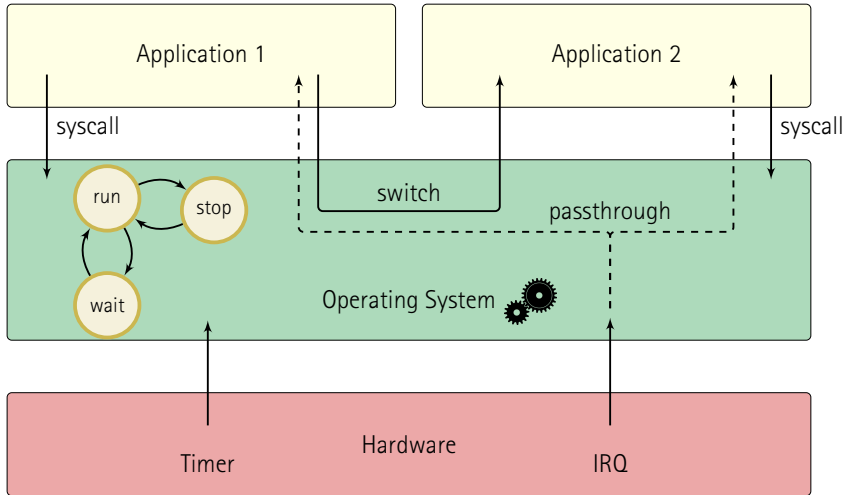 Application 1
Application 2
syscall
syscall
run
stop
switch
passthrough
wait
Operating System
Hardware
Timer
IRQ